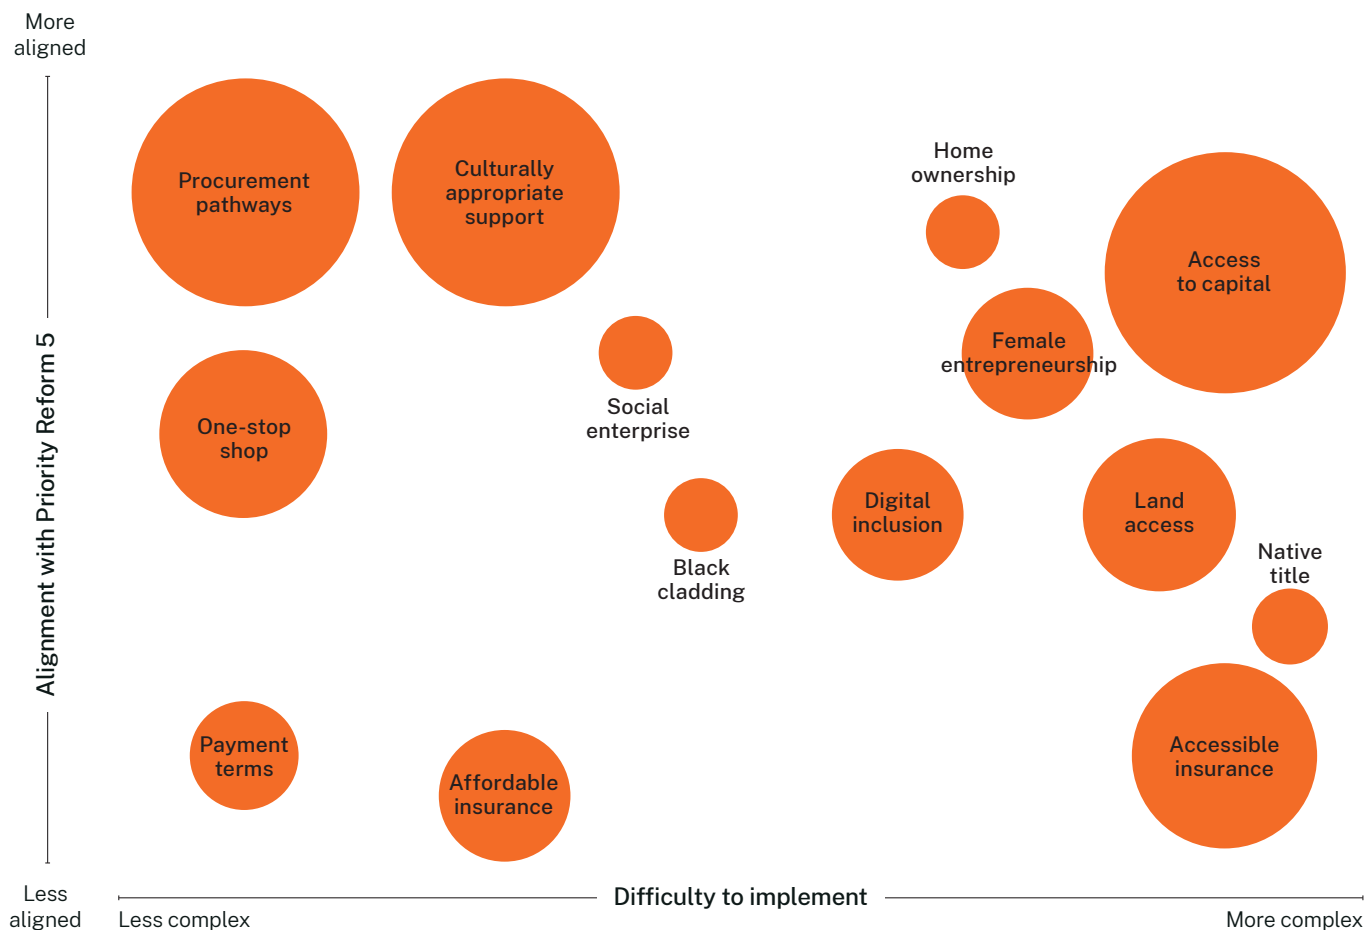 More
aligned
Procurement
pathways
Culturally
appropriate
support
Home
ownership
Access
to capital
Female
entrepreneurship
Social
enterprise
One-stop
shop
Alignment with Priority Reform 5
Digital
inclusion
Land
access
Black
cladding
Native
title
Payment
terms
Affordable
insurance
Accessible
insurance
Less
aligned
Difficulty to implement
Less complex
More complex